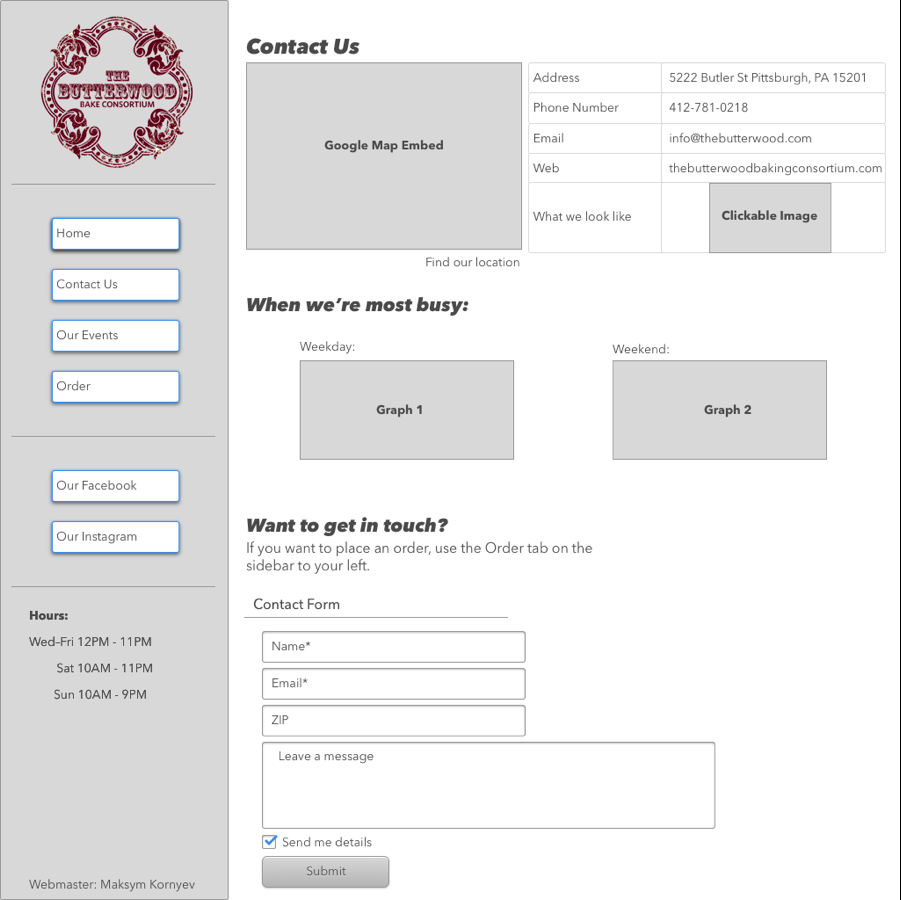 THE
BUTTERWOOD
BAKE CONSORTIUM
Home
Contact Us
Our Events
Order
Our Facebook
Our Instagram
Hours:
Wed–Fri 12PM - 11PM
Sat 10AM - 11PM
Sun 10AM - 9PM
Webmaster: Maksym Kornyev
Contact Us
Google Map Embed
Find our location
Address 5222 Butler St Pittsburgh, PA 15201
Phone Number 412-781-0218
Email info@thebutterwood.com
Web thebutterwoodbakingconsortium.com
What we look like Clickable Image
When we’re most busy:
Weekday:
Graph 1
Weekend:
Graph 2
Want to get in touch?
If you want to place an order, use the Order tab on the
sidebar to your left.
Contact Form
Name*
Email*
ZIP
Leave a message
Send me details
Submit